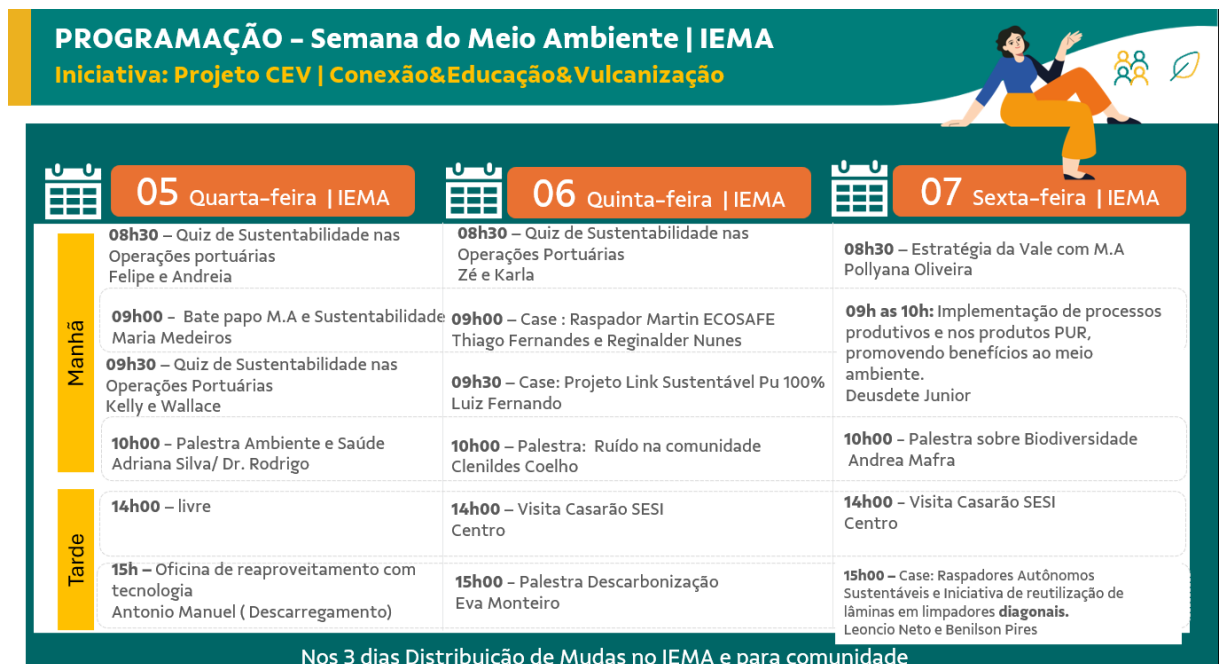 PROGRAMAÇÃO – Semana do Meio Ambiente | IEMA
Iniciativa: Projeto CEV | Conexão&Educação&Vulcanização
05 Quarta-feira | IEMA
06 Quinta-feira | IEMA
07 Sexta-feira | IEMA
Manhã
08h30 – Quiz de Sustentabilidade nas
Operações portuárias
Felipe e Andreia
09h00 - Bate papo M.A e Sustentabilidade
Maria Medeiros
09h30 – Quiz de Sustentabilidade nas
Operações Portuárias
Kelly e Wallace
10h00 - Palestra Ambiente e Saúde
Adriana Silva/ Dr. Rodrigo
08h30 – Quiz de Sustentabilidade nas
Operações Portuárias
Zé e Karla
09h00 – Case : Raspador Martin ECOSAFE
Thiago Fernandes e Reginalder Nunes
09h30 – Case: Projeto Link Sustentável Pu 100%
Luiz Fernando
10h00 – Palestra: Ruído na comunidade
Clenildes Coelho
08h30 – Estratégia da Vale com M.A
Pollyana Oliveira
09h as 10h: Implementação de processos
produtivos e nos produtos PUR,
promovendo benefícios ao meio
ambiente.
Deusdete Junior
10h00 - Palestra sobre Biodiversidade
Andrea Mafra
Tarde
14h00 – livre
15h – Oficina de reaproveitamento com
tecnologia
Antonio Manuel ( Descarregamento)
14h00 – Visita Casarão SESI
Centro
15h00 - Palestra Descarbonização
Eva Monteiro
14h00 - Visita Casarão SESI
Centro
15h00 – Case: Raspadores Autônomos
Sustentáveis e Iniciativa de reutilização de
lâminas em limpadores diagonais.
Leoncio Neto e Benilson Pires
Nos 3 dias Distribuição de Mudas no IEMA e para comunidade